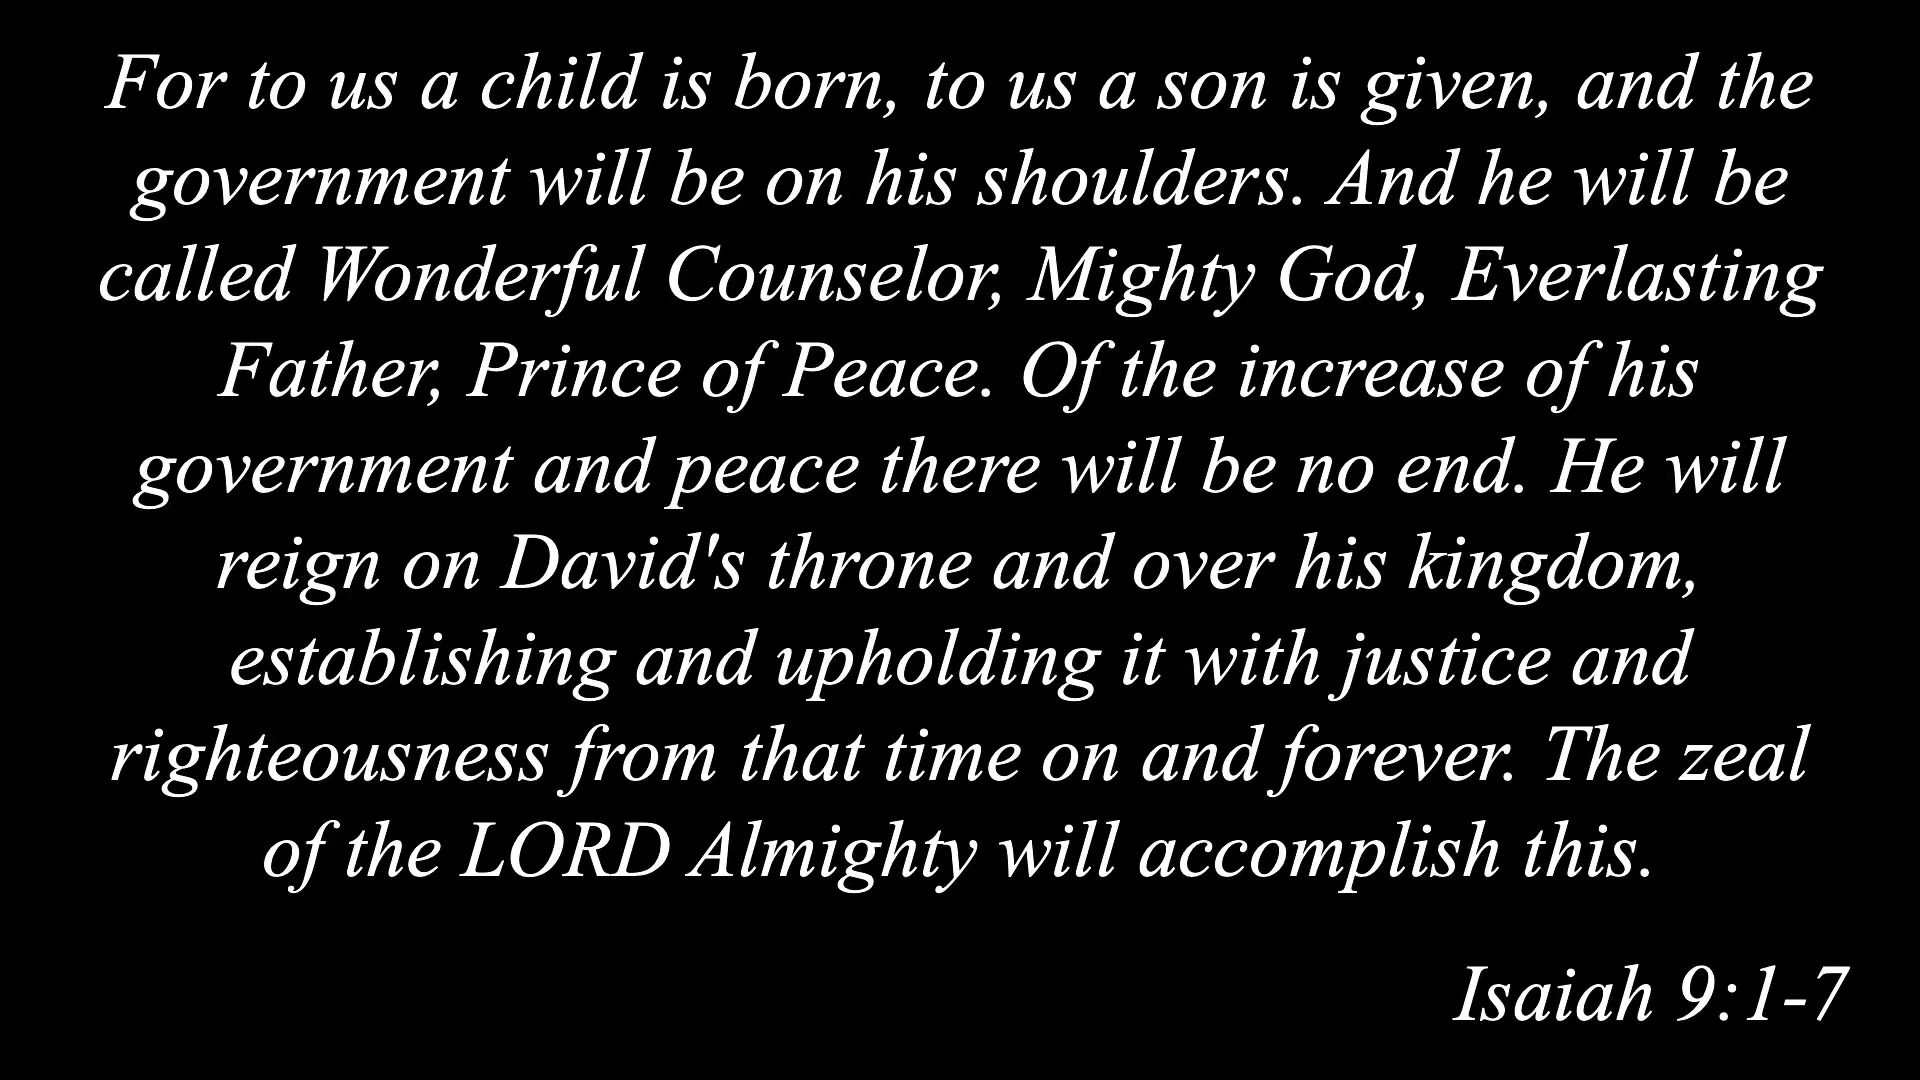 For to us a child is born, to us a son is given, and the
government will be on his shoulders. And he will be
called Wonderful Counselor, Mighty God, Everlasting
Father, Prince of Peace. Of the increase of his
government and peace there will be no end. He will
reign on David's throne and over his kingdom,
establishing and upholding it with justice and
righteousness from that time on and forever. The zeal
of the LORD Almighty will accomplish this.
Isaiah 9:1-7